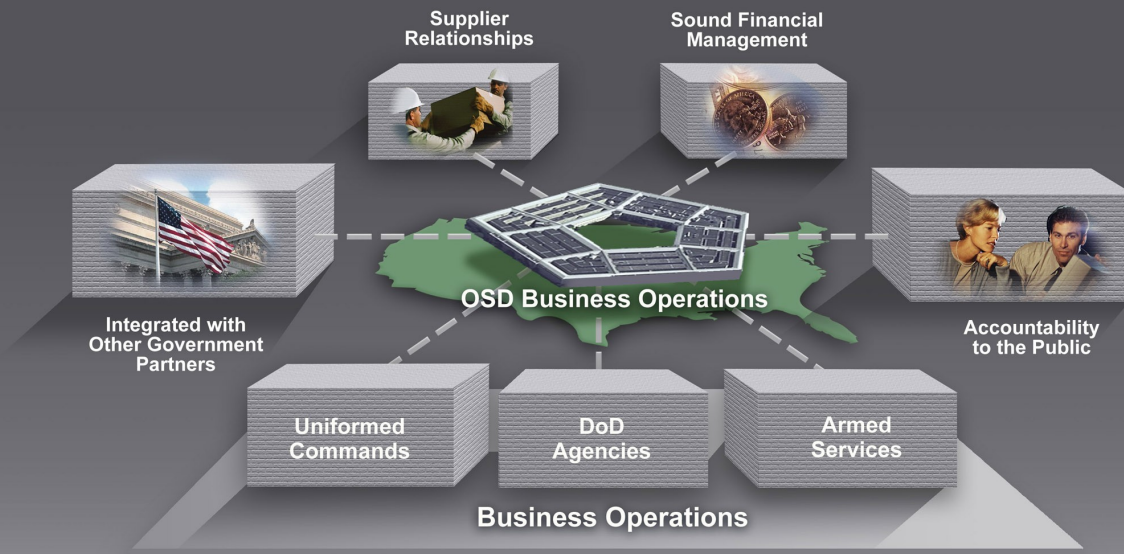 Supplier
Relationships
Sound Financial
Management
Integrated with
Other Government
Partners
OSD Business Operations
Accountability
to the Public
Uniformed
Commands
DoD
Agencies
Armed
Services
Business Operations